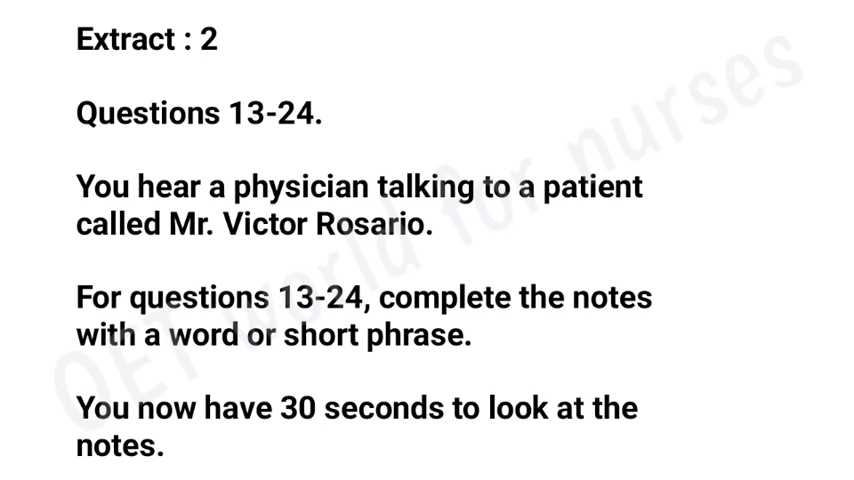 Extract : 2
Questions 13-24.
You hear a physician talking to a patient
called Mr. Victor Rosario.
For questions 13-24, complete the notes
with a word or short phrase.
You now have 30 seconds to look at the
notes.
OET world for nurses